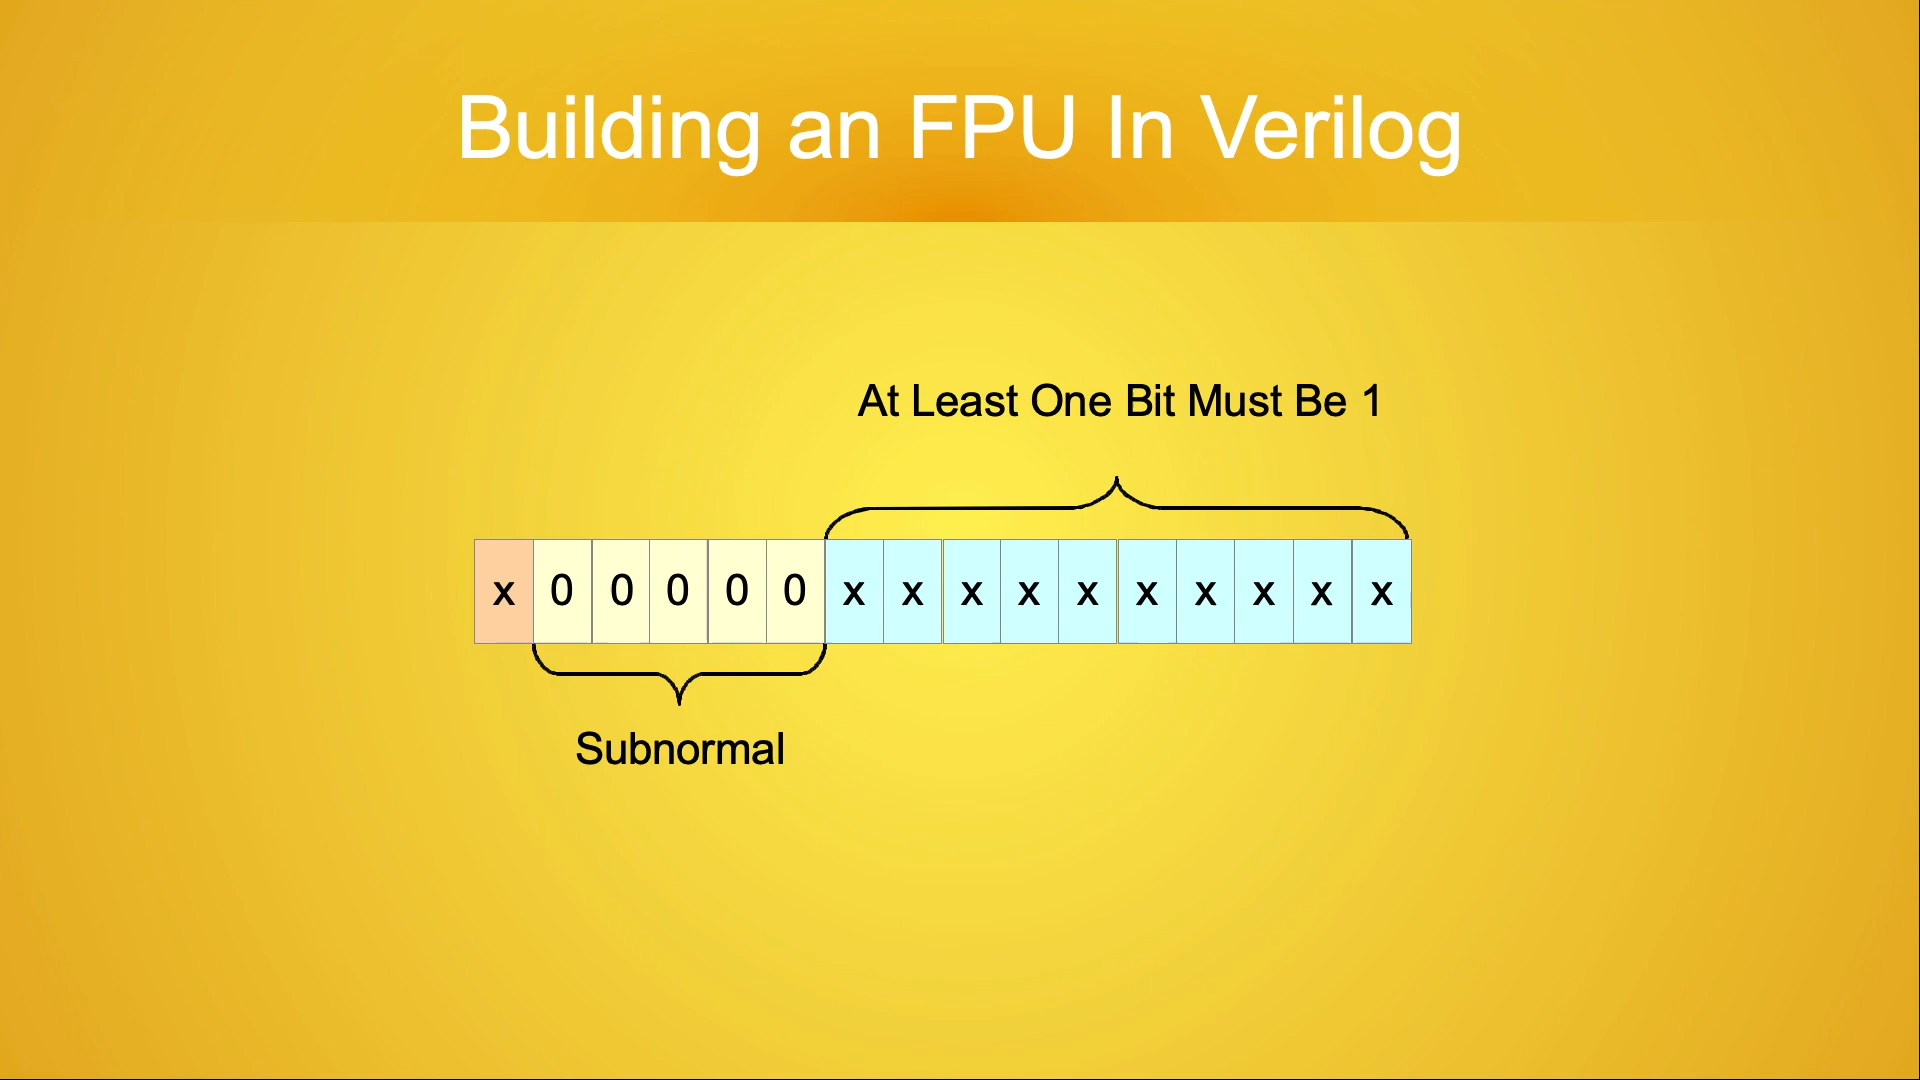 Building an FPU In Verilog
At Least One Bit Must Be 1
x 0 0 0 0 0 x x x x x x x x x x
Subnormal